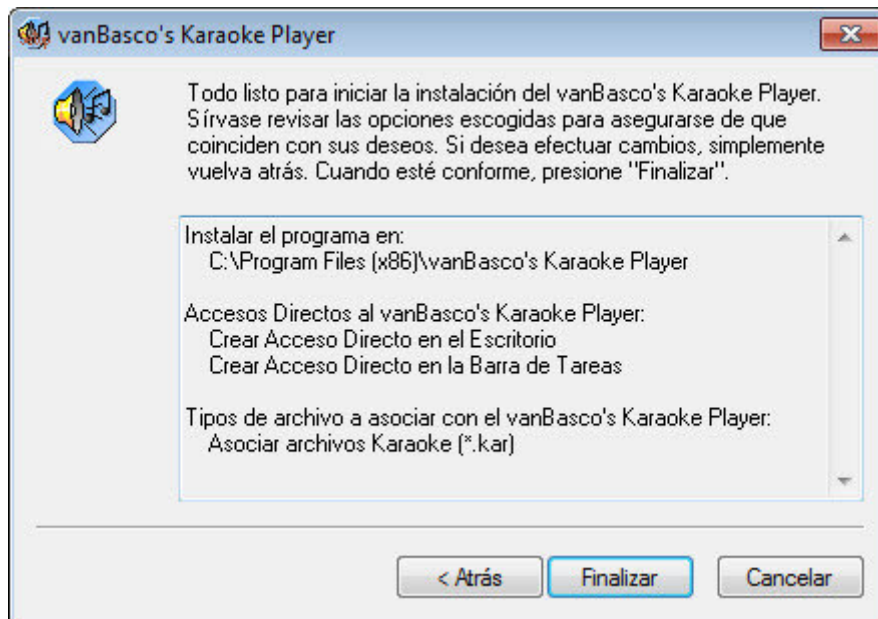 vanBasco's Karaoke Player
Todo listo para iniciar la instalación del vanBasco's Karaoke Player.
Sírvase revisar las opciones escogidas para asegurarse de que
coinciden con sus deseos. Si desea efectuar cambios, simplemente
vuelva atrás. Cuando esté conforme, presione "Finalizar".
Instalar el programa en:
C:\Program Files (x86)\vanBasco's Karaoke Player
Accesos Directos al vanBasco's Karaoke Player:
Crear Acceso Directo en el Escritorio
Crear Acceso Directo en la Barra de Tareas
Tipos de archivo a asociar con el vanBasco's Karaoke Player:
Asociar archivos Karaoke (*.kar)
< Atrás
Finalizar
Cancelar